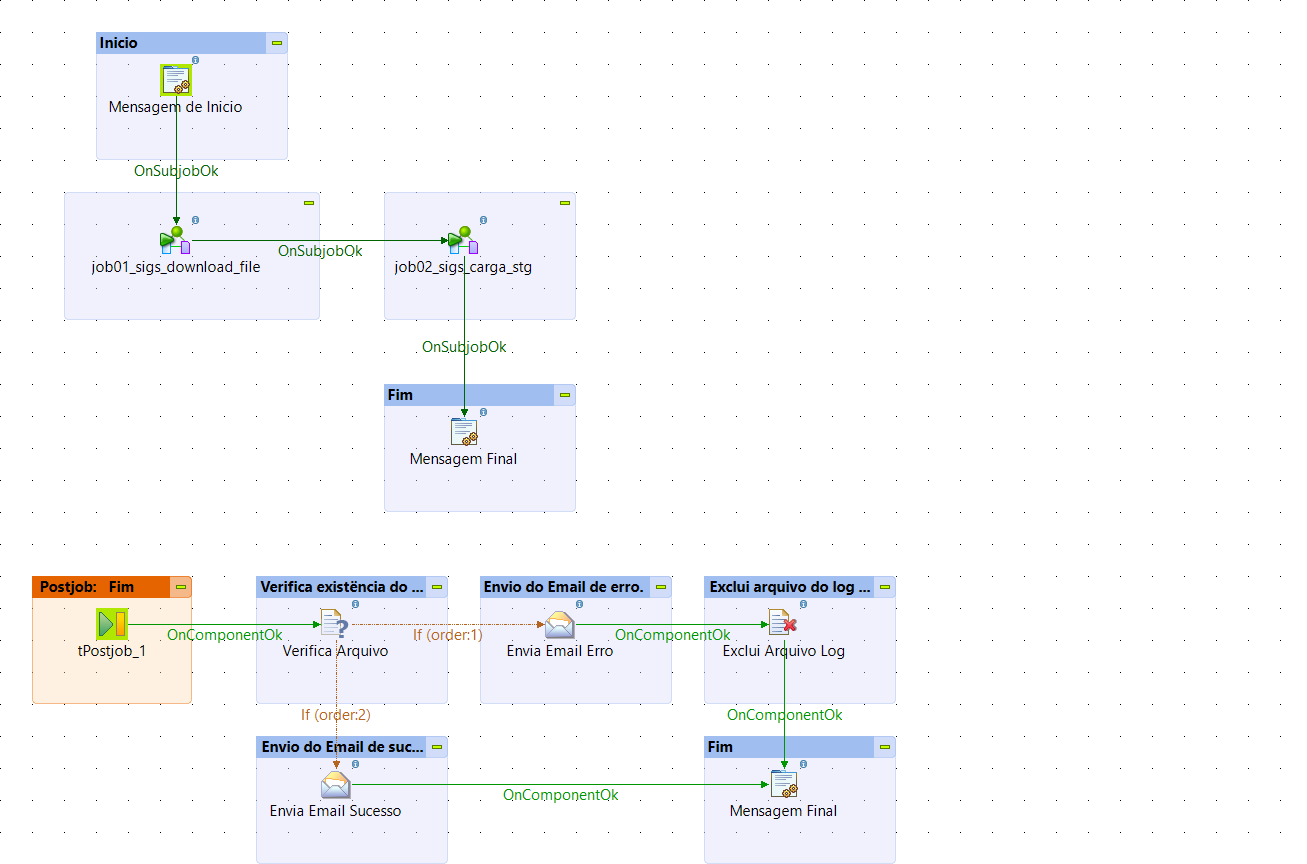 Inicio
Mensagem de Inicio
OnSubjobOk
OnSubjobOk
job01_sigs_download_file
job02_sigs_carga_stg
OnSubjobOk
Fim
Mensagem Final
Postjob: Fim
Verifica existëncia do ...
Envio do Email de erro.
Exclui arquivo do log ...
OnComponentOk
If (order:1)
OnComponentOk
tPostjob_1
Verifica Arquivo
Envia Email Erro
Exclui Arquivo Log
If (order:2)
OnComponentOk
Envio do Email de suc...
Fim
OnComponentOk
Envia Email Sucesso
Mensagem Final